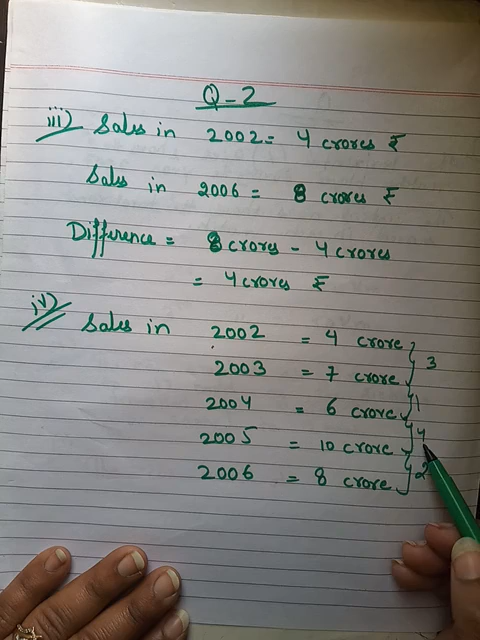 Q-2
iii) Sales in 2002 = 4 crores ₹
Sales in 2006 = 8 crores ₹
Difference = 8 crores - 4 crores
= 4 crores ₹
iv) Sales in 2002 = 4 crore
3
2003 = 7 crore
1
2004 = 6 crore
4
2005 = 10 crore
2
2006 = 8 crore